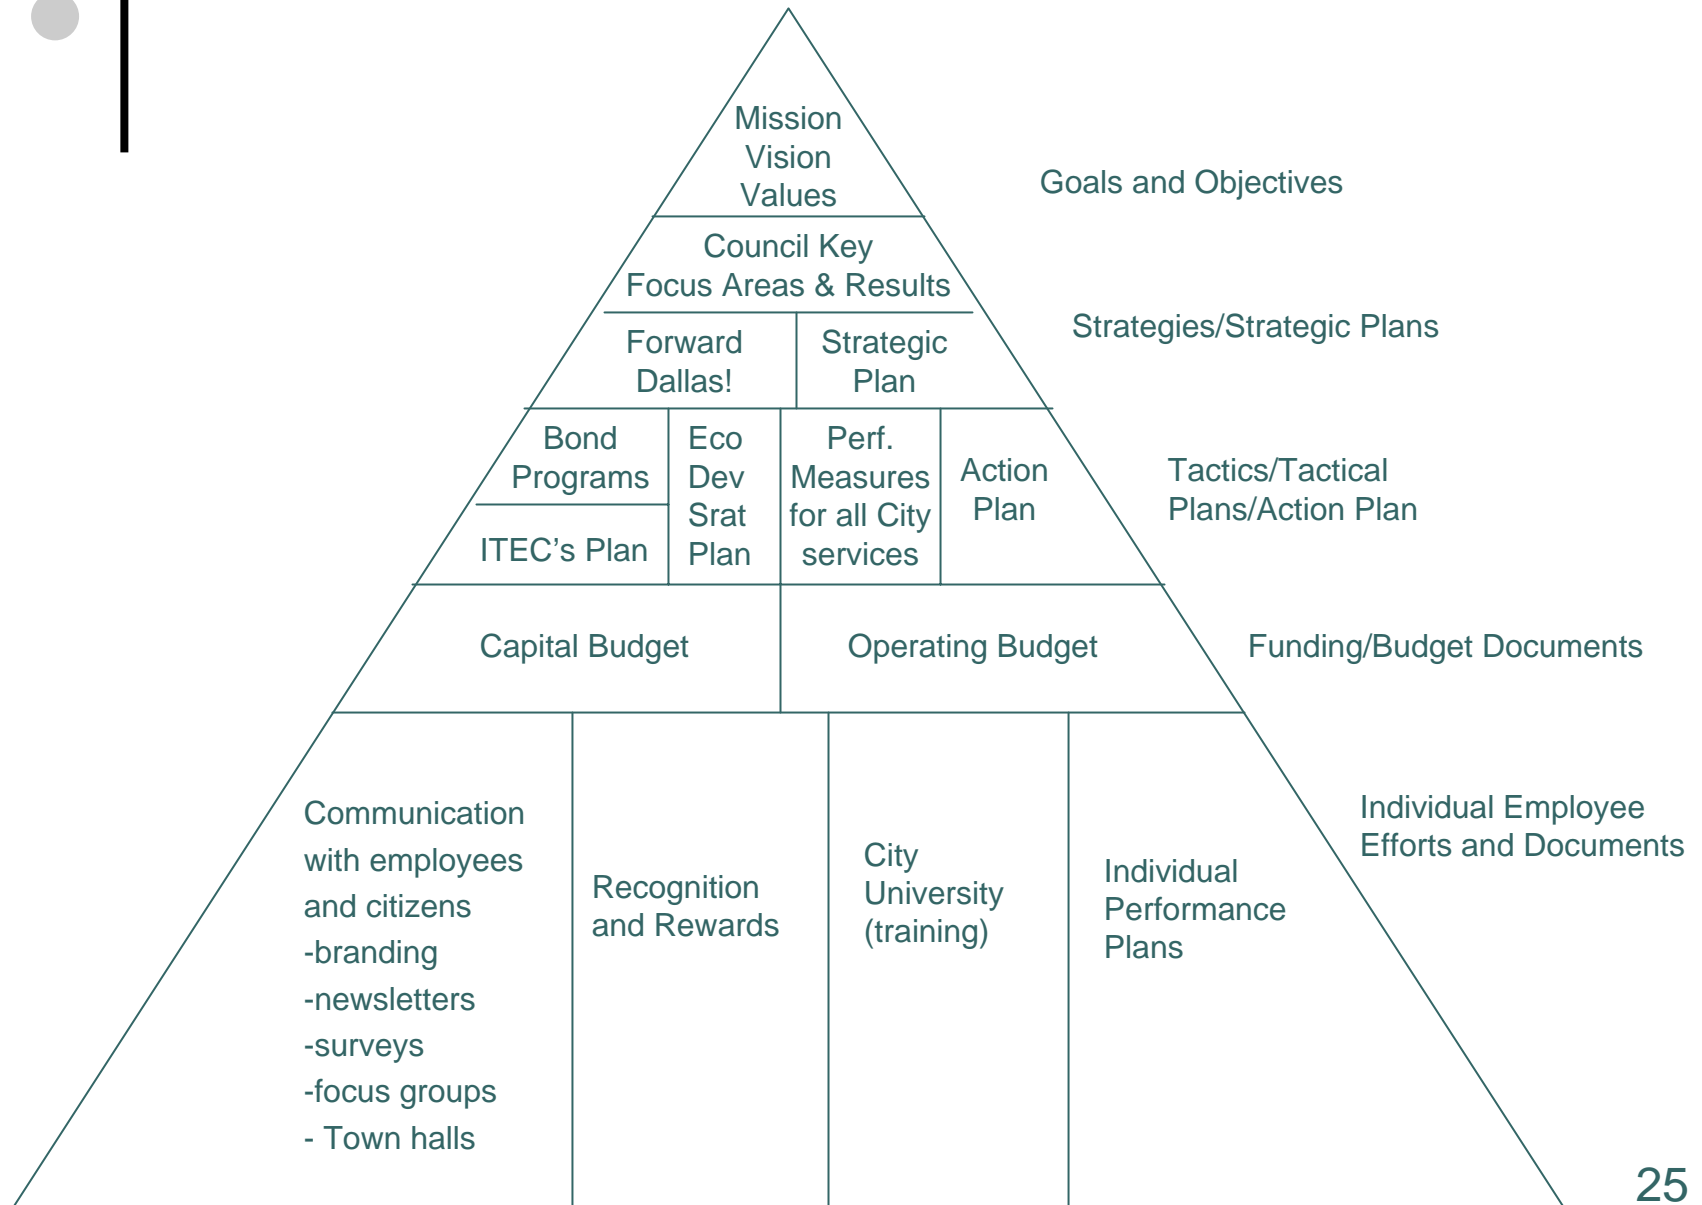 Mission
Vision
Values
Goals and Objectives
Council Key
Focus Areas & Results
Strategies/Strategic Plans
Forward
Dallas!
Strategic
Plan
Bond
Programs
ITEC’s Plan
Eco
Dev
Srat
Plan
Perf.
Measures
for all City
services
Action
Plan
Tactics/Tactical
Plans/Action Plan
Capital Budget
Operating Budget
Funding/Budget Documents
Communication
with employees
and citizens
-branding
-newsletters
-surveys
-focus groups
- Town halls
Recognition
and Rewards
City
University
(training)
Individual
Performance
Plans
Individual Employee
Efforts and Documents
25